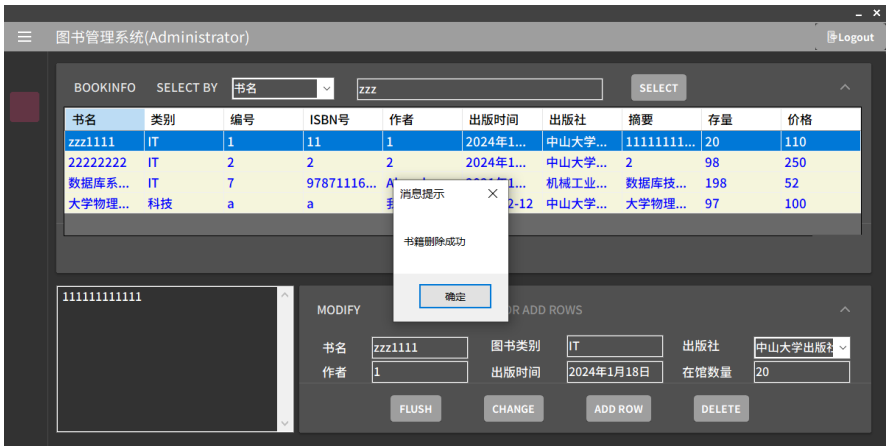 图书管理系统(Administrator)
Logout
BOOKINFO SELECT BY 书名 zzz SELECT
书名 类别 编号 ISBN号 作者 出版时间 出版社 摘要 存量 价格
zzz1111 IT 1 11 1 2024年1... 中山大学... 11111111... 20 110
22222222 IT 2 2 2 2024年1... 中山大学... 2 98 250
数据库系... IT 7 97871116... 机械工业... 数据库技... 198 52
大学物理... 科技 a a 2-12 中山大学... 大学物理... 97 100
消息提示
书籍删除成功
确定
111111111111
MODIFY OR ADD ROWS
书名 zzz1111 图书类别 IT 出版社 中山大学出版社
作者 1 出版时间 2024年1月18日 在馆数量 20
FLUSH CHANGE ADD ROW DELETE